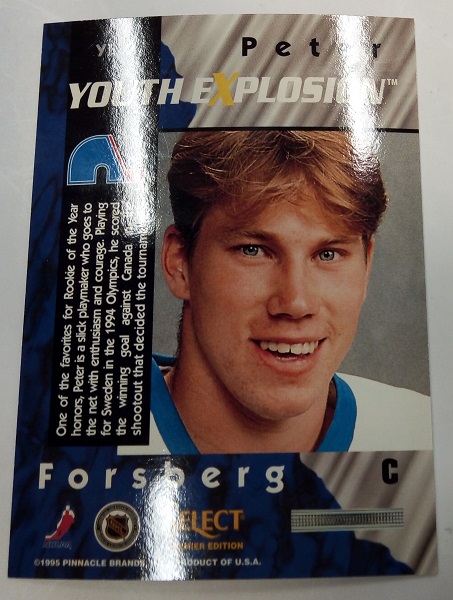 Peter
YOUTH EXPLOSION™
One of the favorites for Rookie of the Year
honors, Peter is a slick playmaker who goes to
the net with enthusiasm and courage. Playing
for Sweden in the 1994 Olympics, he scored
the winning goal against Canada in the
shootout that decided the
Forsberg
C
SELECT
©1995 PINNACLE BRANDS, PRODUCT OF U.S.A.